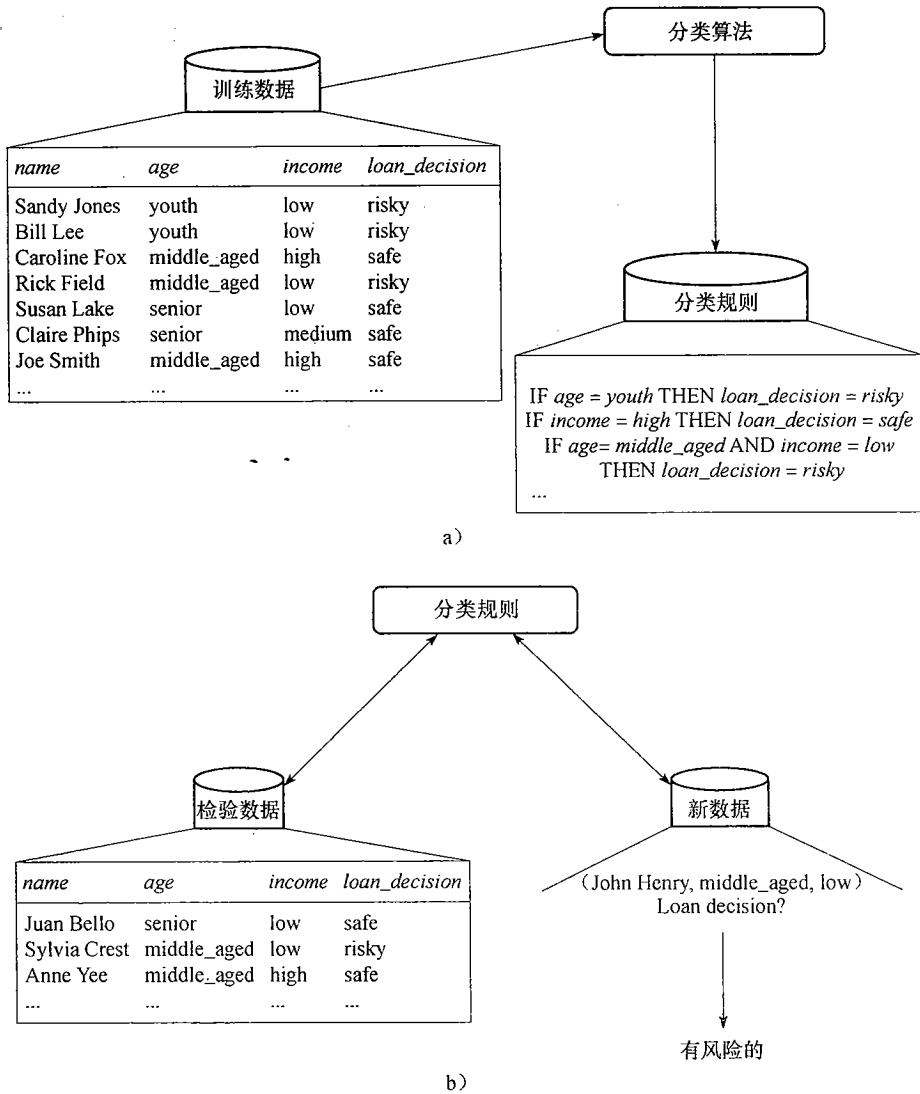 分类算法
训练数据
name age income loan_decision
Sandy Jones youth low risky
Bill Lee youth low risky
Caroline Fox middle_aged high safe
Rick Field middle_aged low risky
Susan Lake senior low safe
Claire Phips senior medium safe
Joe Smith middle_aged high safe
... ... ... ...
分类规则
IF age = youth THEN loan_decision = risky
IF income = high THEN loan_decision = safe
IF age= middle_aged AND income = low
THEN loan_decision = risky
...
a）
分类规则
检验数据
name age income loan_decision
Juan Bello senior low safe
Sylvia Crest middle_aged low risky
Anne Yee middle_aged high safe
... ... ... ...
新数据
（John Henry, middle_aged, low）
Loan decision?
有风险的
b）